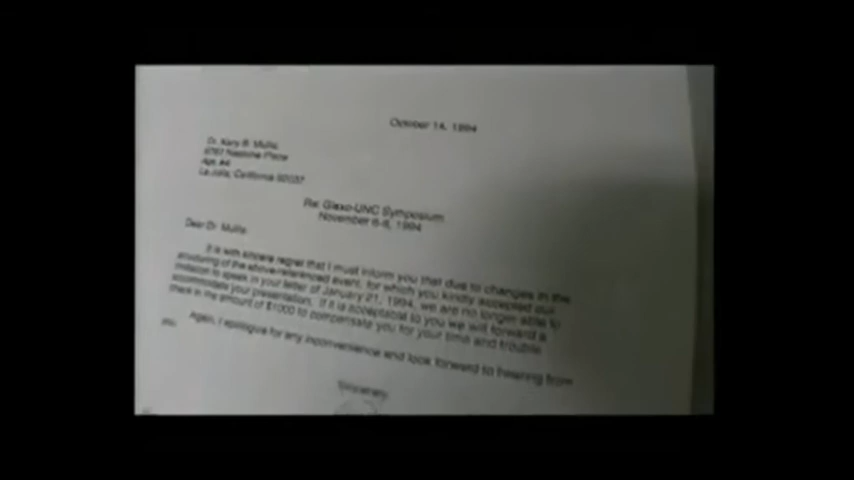 October 14, 1994
Dr. Kary B. Mullis
Apt. #4
La Jolla, California 92037
Re: Glaxo-UNC Symposium
November 6-8, 1994
Dear Dr. Mullis:
It is with sincere regret that I must inform you that due to changes in the
structuring of the above-referenced event, for which you kindly accepted our
invitation to speak in your letter of January 21, 1994, we are no longer able to
accommodate your presentation. If it is acceptable to you we will forward a
check in the amount of $1000 to compensate you for your time and trouble.
Again, I apologize for any inconvenience and look forward to hearing from
you.
Sincerely,